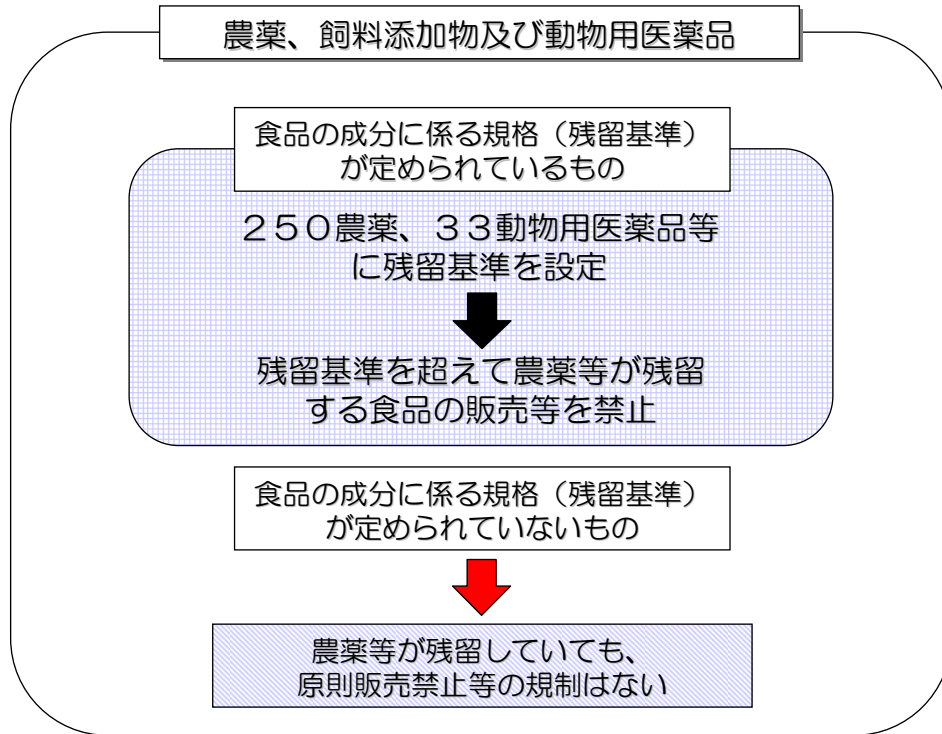 農薬、飼料添加物及び動物用医薬品
食品の成分に係る規格（残留基準）
が定められているもの
２５０農薬、３３動物用医薬品等
に残留基準を設定
残留基準を超えて農薬等が残留
する食品の販売等を禁止
食品の成分に係る規格（残留基準）
が定められていないもの
農薬等が残留していても、
原則販売禁止等の規制はない